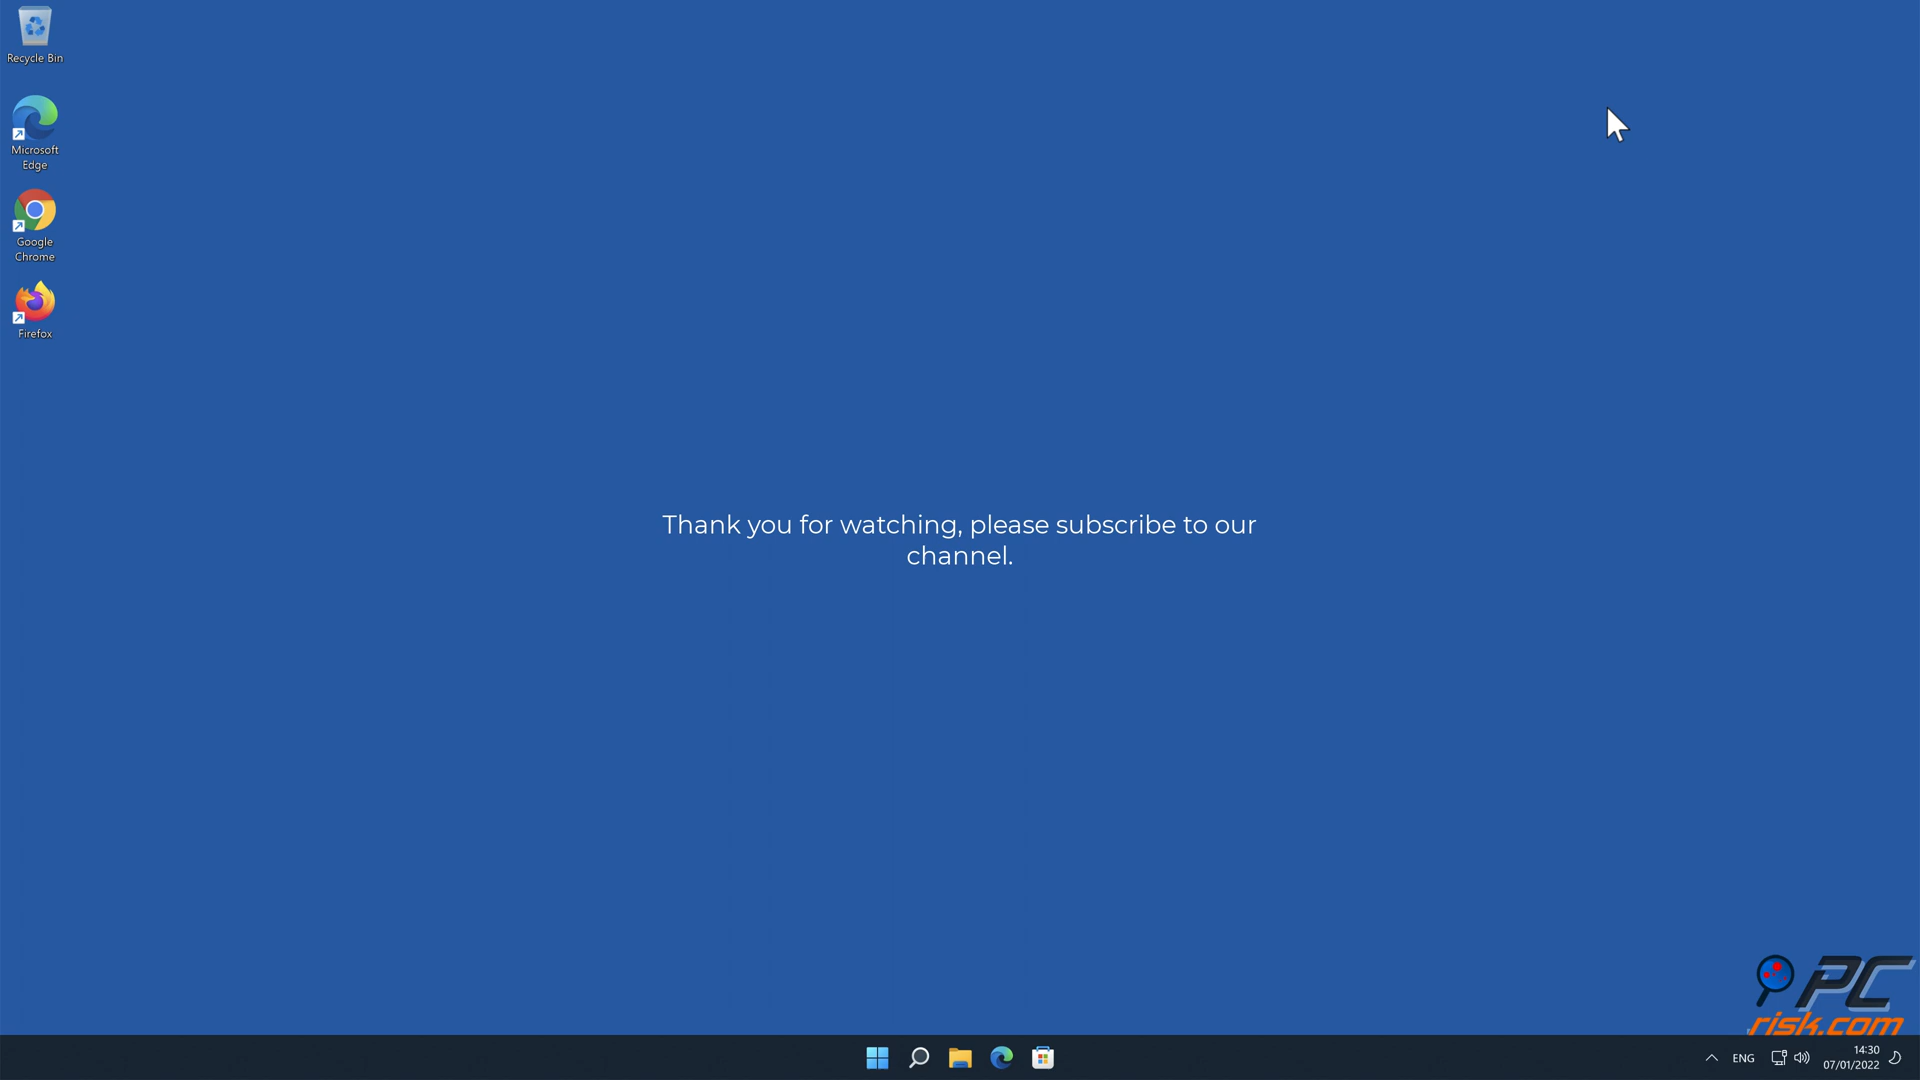 Recycle Bin
Microsoft
Edge
Google
Chrome
Firefox
Thank you for watching, please subscribe to our
channel.
PC
risk.com
ENG
14:30
07/01/2022